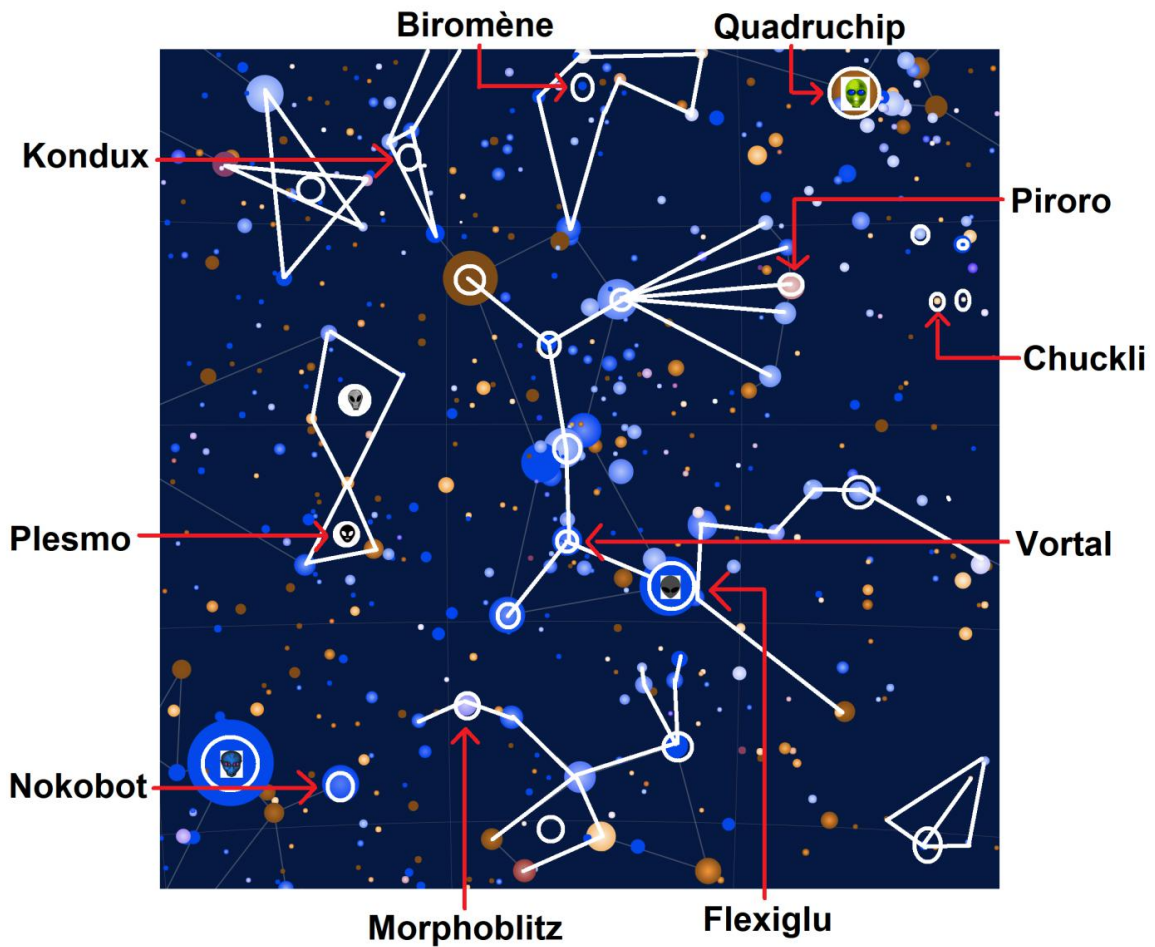 Biromène
Quadruchip
Kondux
Piroro
Chuckli
Plesmo
Vortal
Nokobot
Morphoblitz
Flexiglu